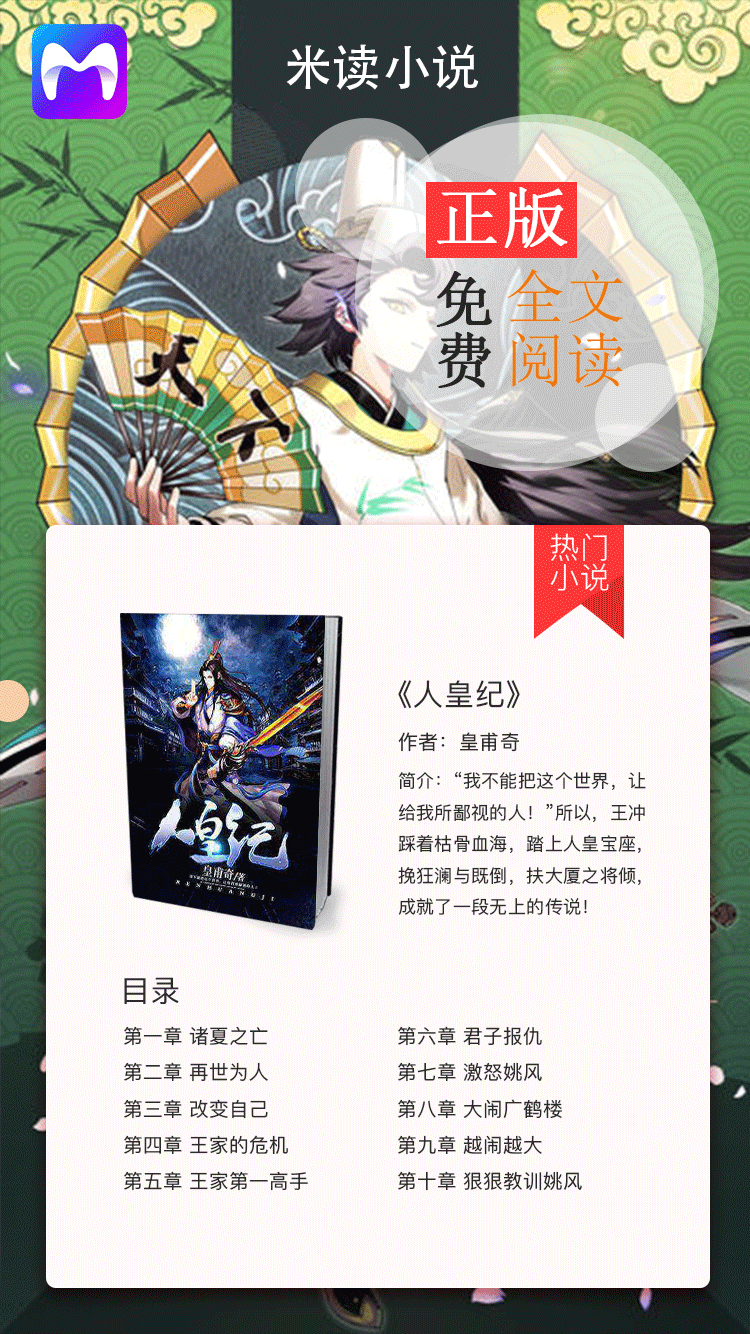 米读小说
正版
免费
全文
阅读
天
六
热门
小说
《人皇纪》
作者：皇甫奇
简介：“我不能把这个世界，让
给我所鄙视的人！”所以，王冲
踩着枯骨血海，踏上人皇宝座，
挽狂澜与既倒，扶大厦之将倾，
成就了一段无上的传说！
人皇纪
皇甫奇/著
RENHUANGJI
目录
第一章 诸夏之亡
第二章 再世为人
第三章 改变自己
第四章 王家的危机
第五章 王家第一高手
第六章 君子报仇
第七章 激怒姚风
第八章 大闹广鹤楼
第九章 越闹越大
第十章 狠狠教训姚风